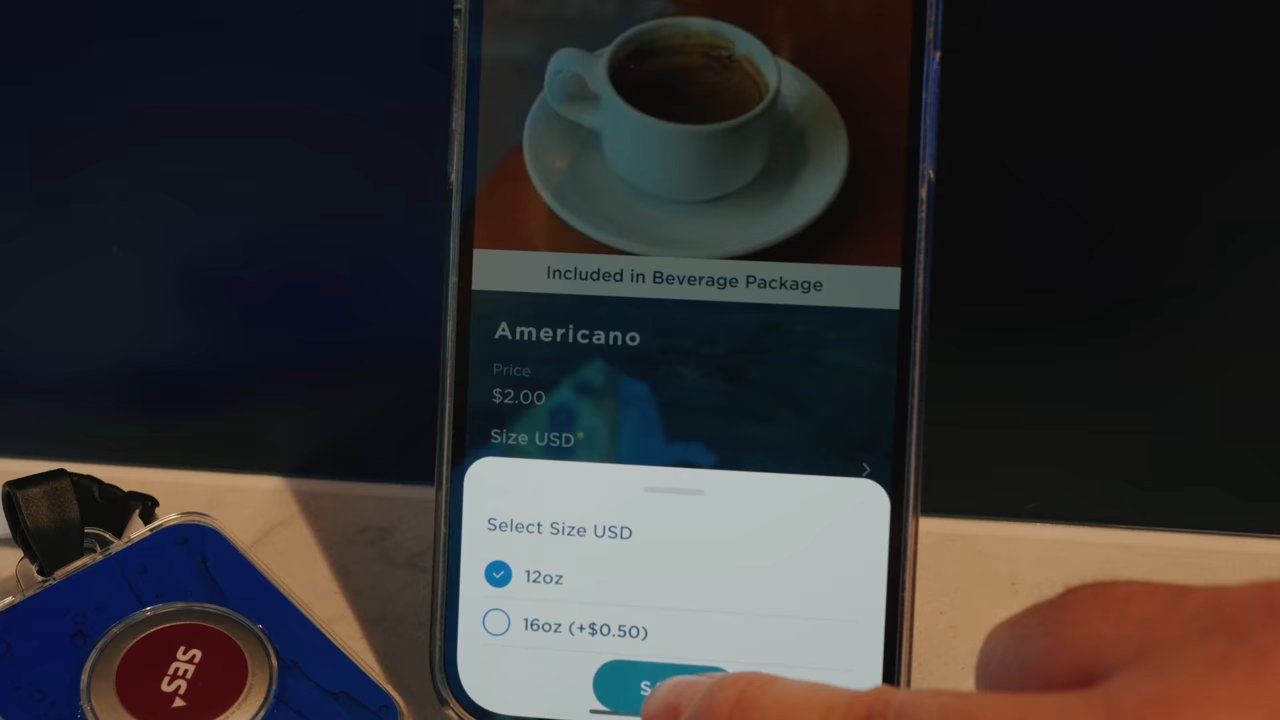 Included in Beverage Package
Americano
Price
$2.00
Size USD*
Select Size USD
12oz
16oz (+$0.50)
SES